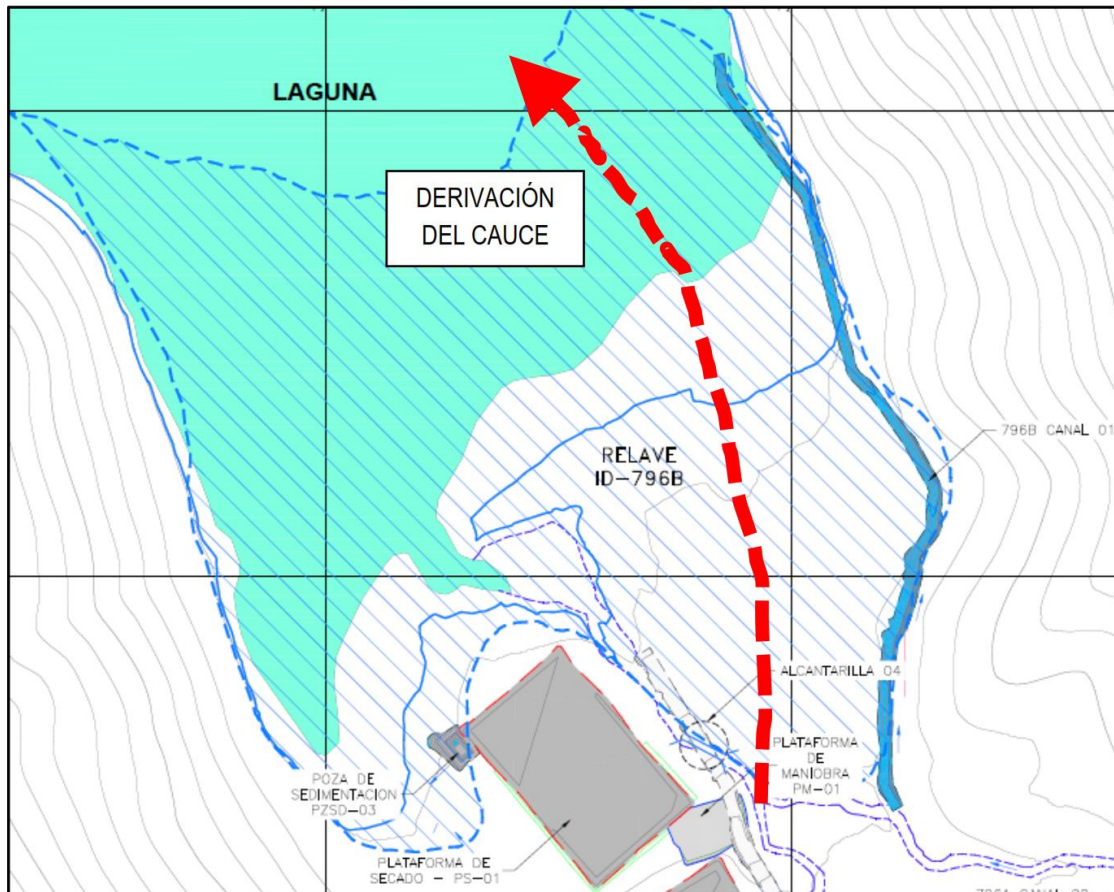 LAGUNA
DERIVACIÓN
DEL CAUCE
796B CANAL 01
RELAVE
ID-796B
ALCANTARILLA 04
PLATAFORMA
DE
MANIOBRA
PM-01
POZA DE
SEDIMENTACION
PZSD-03
PLATAFORMA DE
SECADO - PS-01